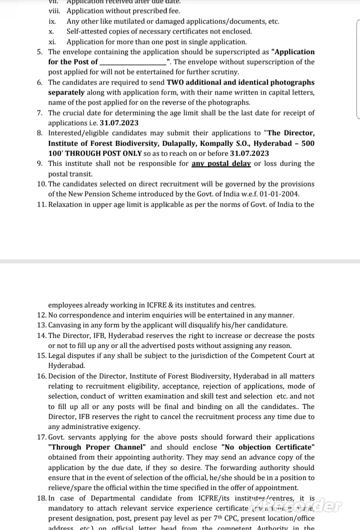 vii. Application received after due date.
viii. Application without prescribed fee.
ix. Any other like mutilated or damaged applications/documents, etc.
x. Self-attested copies of necessary certificates not enclosed.
xi. Application for more than one post in single application.
5. The envelope containing the application should be superscripted as "Application
for the Post of ____________________". The envelope without superscription of the
post applied for will not be entertained for further scrutiny.
6. The candidates are required to send TWO additional and identical photographs
separately along with application form, with their name written in capital letters,
name of the post applied for on the reverse of the photographs.
7. The crucial date for determining the age limit shall be the last date for receipt of
applications i.e. 31.07.2023
8. Interested/eligible candidates may submit their applications to "The Director,
Institute of Forest Biodiversity, Dulapally, Kompally S.O., Hyderabad – 500
100' THROUGH POST ONLY so as to reach on or before 31.07.2023
9. This institute shall not be responsible for any postal delay or loss during the
postal transit.
10. The candidates selected on direct recruitment will be governed by the provisions
of the New Pension Scheme introduced by the Govt. of India w.e.f. 01-01-2004.
11. Relaxation in upper age limit is applicable as per the norms of Govt. of India to the
employees already working in ICFRE & its institutes and centres.
12. No correspondence and interim enquiries will be entertained in any manner.
13. Canvasing in any form by the applicant will disqualify his/her candidature.
14. The Director, IFB, Hyderabad reserves the right to increase or decrease the posts
or not to fill up any or all the advertised posts without assigning any reason.
15. Legal disputes if any shall be subject to the jurisdiction of the Competent Court at
Hyderabad.
16. Decision of the Director, Institute of Forest Biodiversity, Hyderabad in all matters
relating to recruitment eligibility, acceptance, rejection of applications, mode of
selection, conduct of written examination and skill test and selection etc. and not
to fill up all or any posts will be final and binding on all the candidates.. The
Director, IFB reserves the right to cancel the recruitment process any time due to
any administrative exigency.
17. Govt. servants applying for the above posts should forward their applications
"Through Proper Channel" and should enclose "No objection Certificate"
obtained from their appointing authority. They may send an advance copy of the
application by the due date, if they so desire. The forwarding authority should
ensure that in the event of selection of the official, he/she should be in a position to
relieve/spare the official within the time specified in the offer of appointment.
18. In case of Departmental candidate from ICFRE/its institutes/centres, it is
mandatory to attach relevant service experience certificate
present designation, post, present pay level as per 7th CPC, present location/office
address, etc.) on official letter head from the competent Authority in the